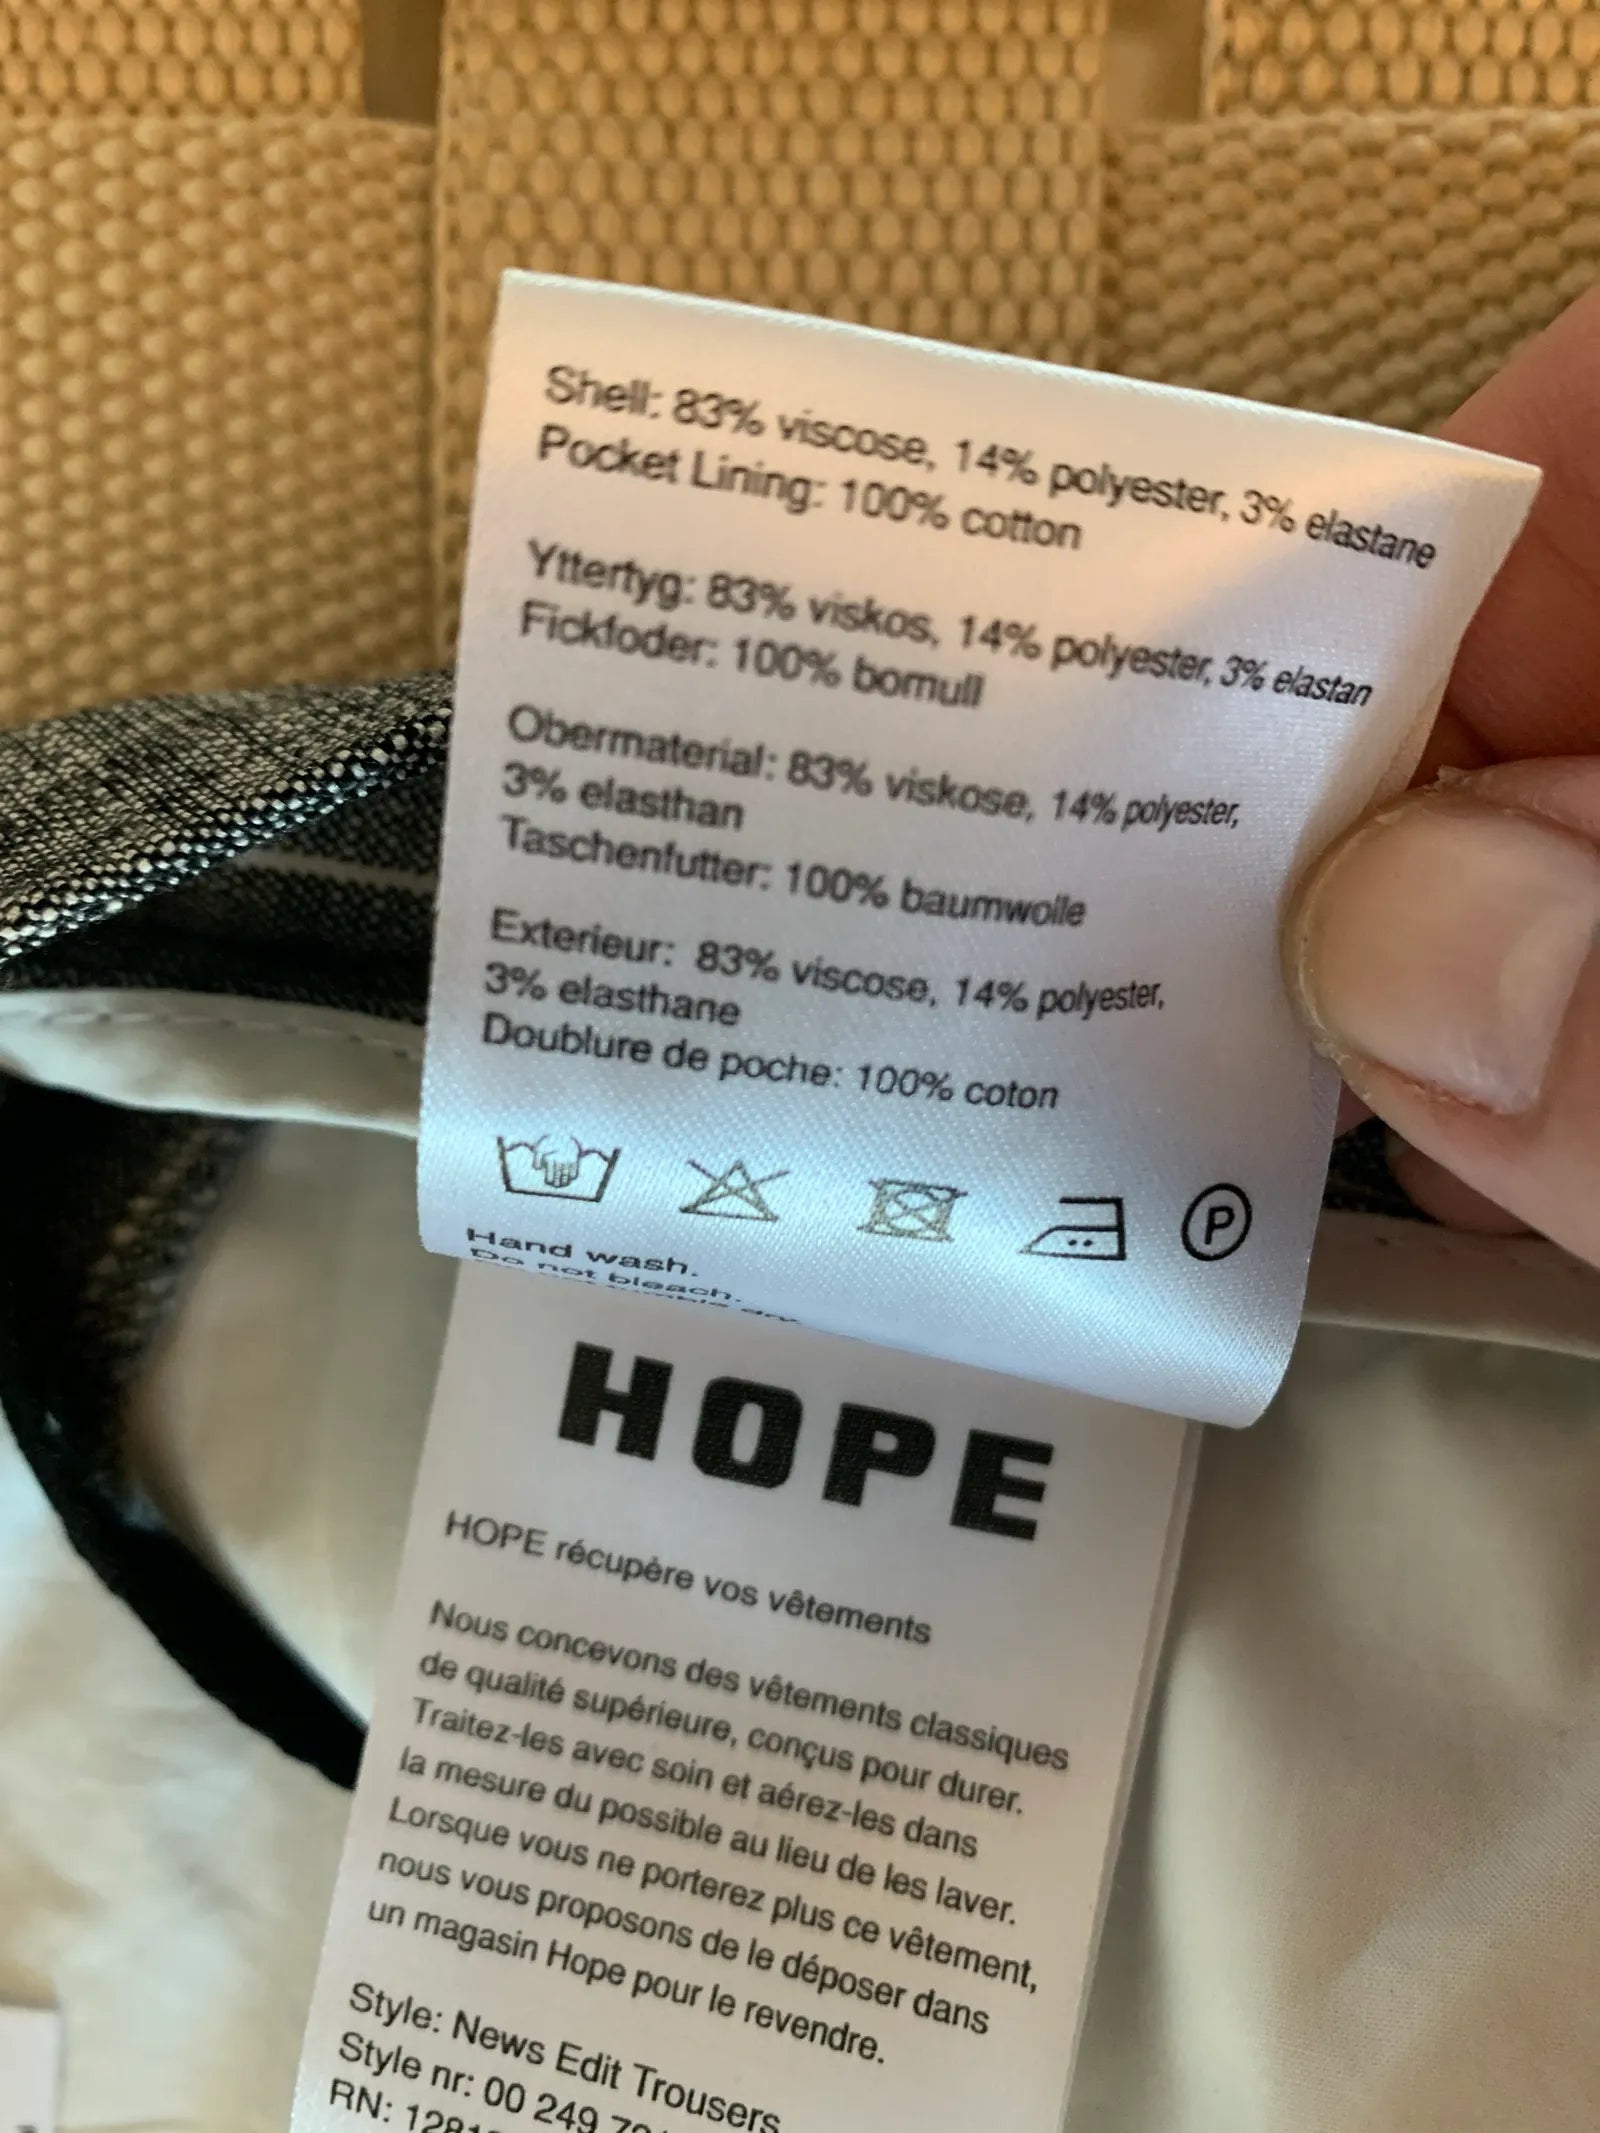 Shell: 83% viscose, 14% polyester, 3% elastane
Pocket Lining: 100% cotton
Yttertyg: 83% viskos, 14% polyester, 3% elastan
Fickfoder: 100% bomull
Obermaterial: 83% viskose, 14% polyester,
3% elasthan
Taschenfutter: 100% baumwolle
Exterieur: 83% viscose, 14% polyester,
3% elasthane
Doublure de poche: 100% coton
P
Hand wash.
Do not bleach.
HOPE
HOPE récupère vos vêtements
Nous concevons des vêtements classiques
de qualité supérieure, conçus pour durer.
Traitez-les avec soin et aérez-les dans
la mesure du possible au lieu de les laver.
Lorsque vous ne porterez plus ce vêtement,
nous vous proposons de le déposer dans
un magasin Hope pour le revendre.
Style: News Edit Trousers
Style nr: 00 249
RN: